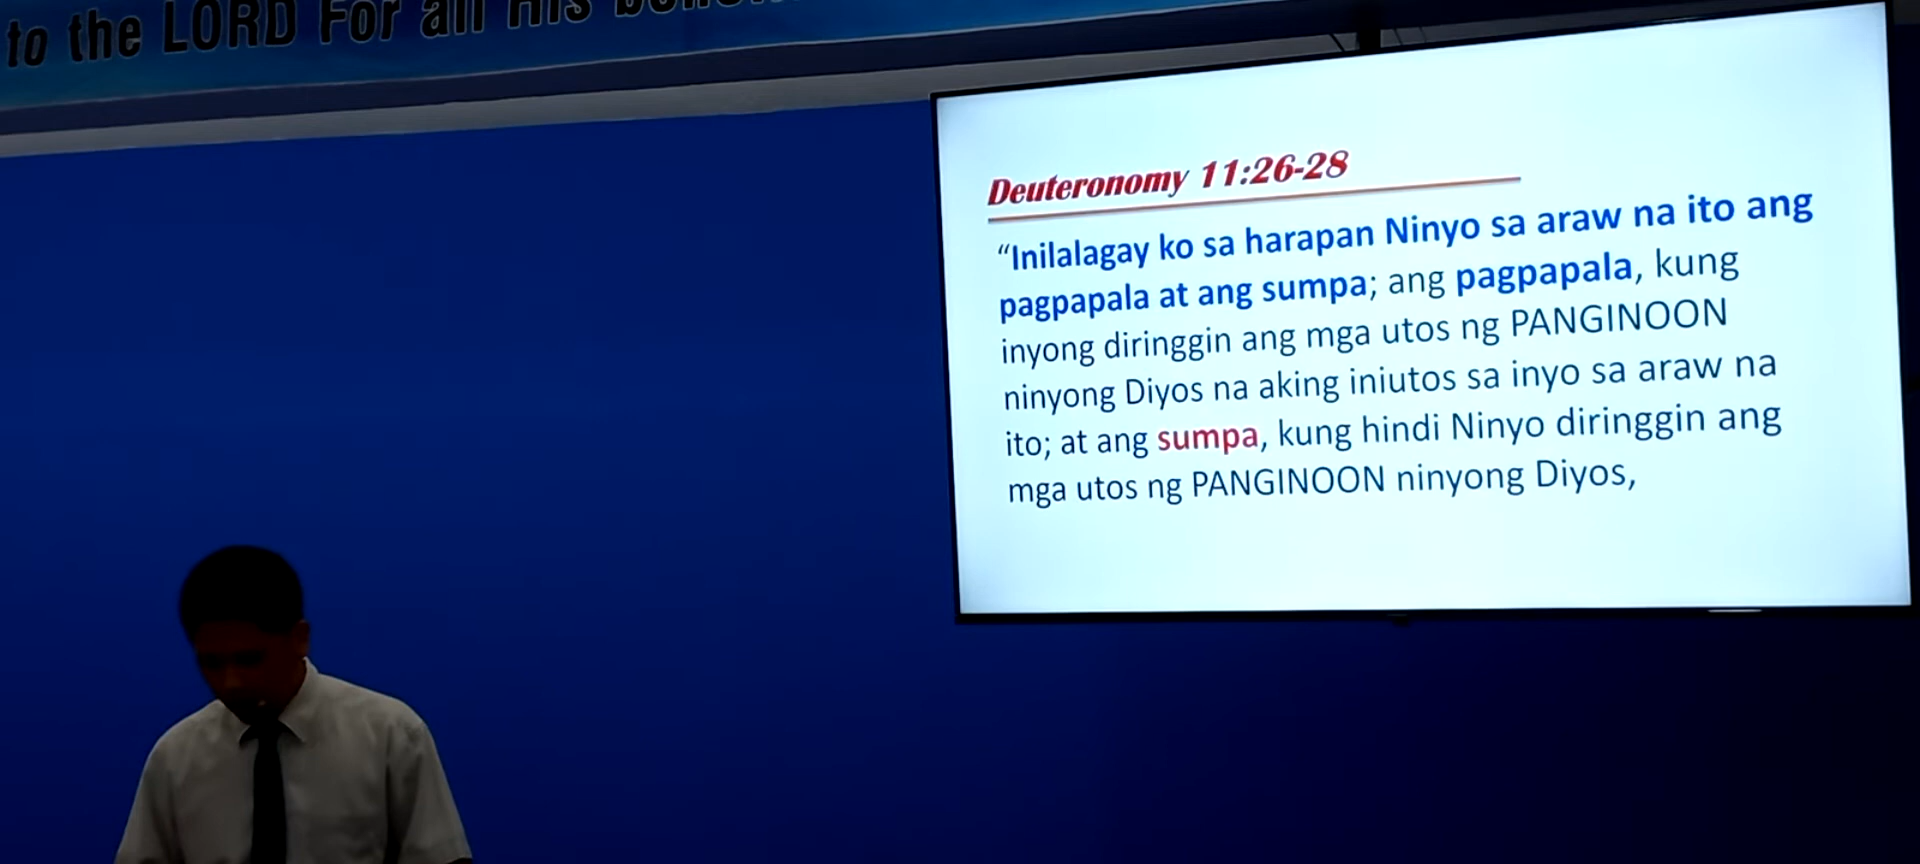 to the LORD For all His
Deuteronomy 11:26-28
“Inilalagay ko sa harapan Ninyo sa araw na ito ang
pagpapala at ang sumpa; ang pagpapala, kung
inyong diringgin ang mga utos ng PANGINOON
ninyong Diyos na aking iniutos sa inyo sa araw na
ito; at ang sumpa, kung hindi Ninyo diringgin ang
mga utos ng PANGINOON ninyong Diyos,